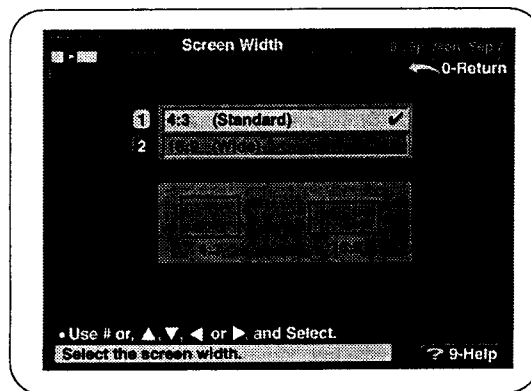 Screen Width
0-Return
1 4:3 (Standard) ✔
2 (Wide)
• Use # or, ▲, ▼, ◄ or ►, and Select.
Select the screen width.
? 9-Help